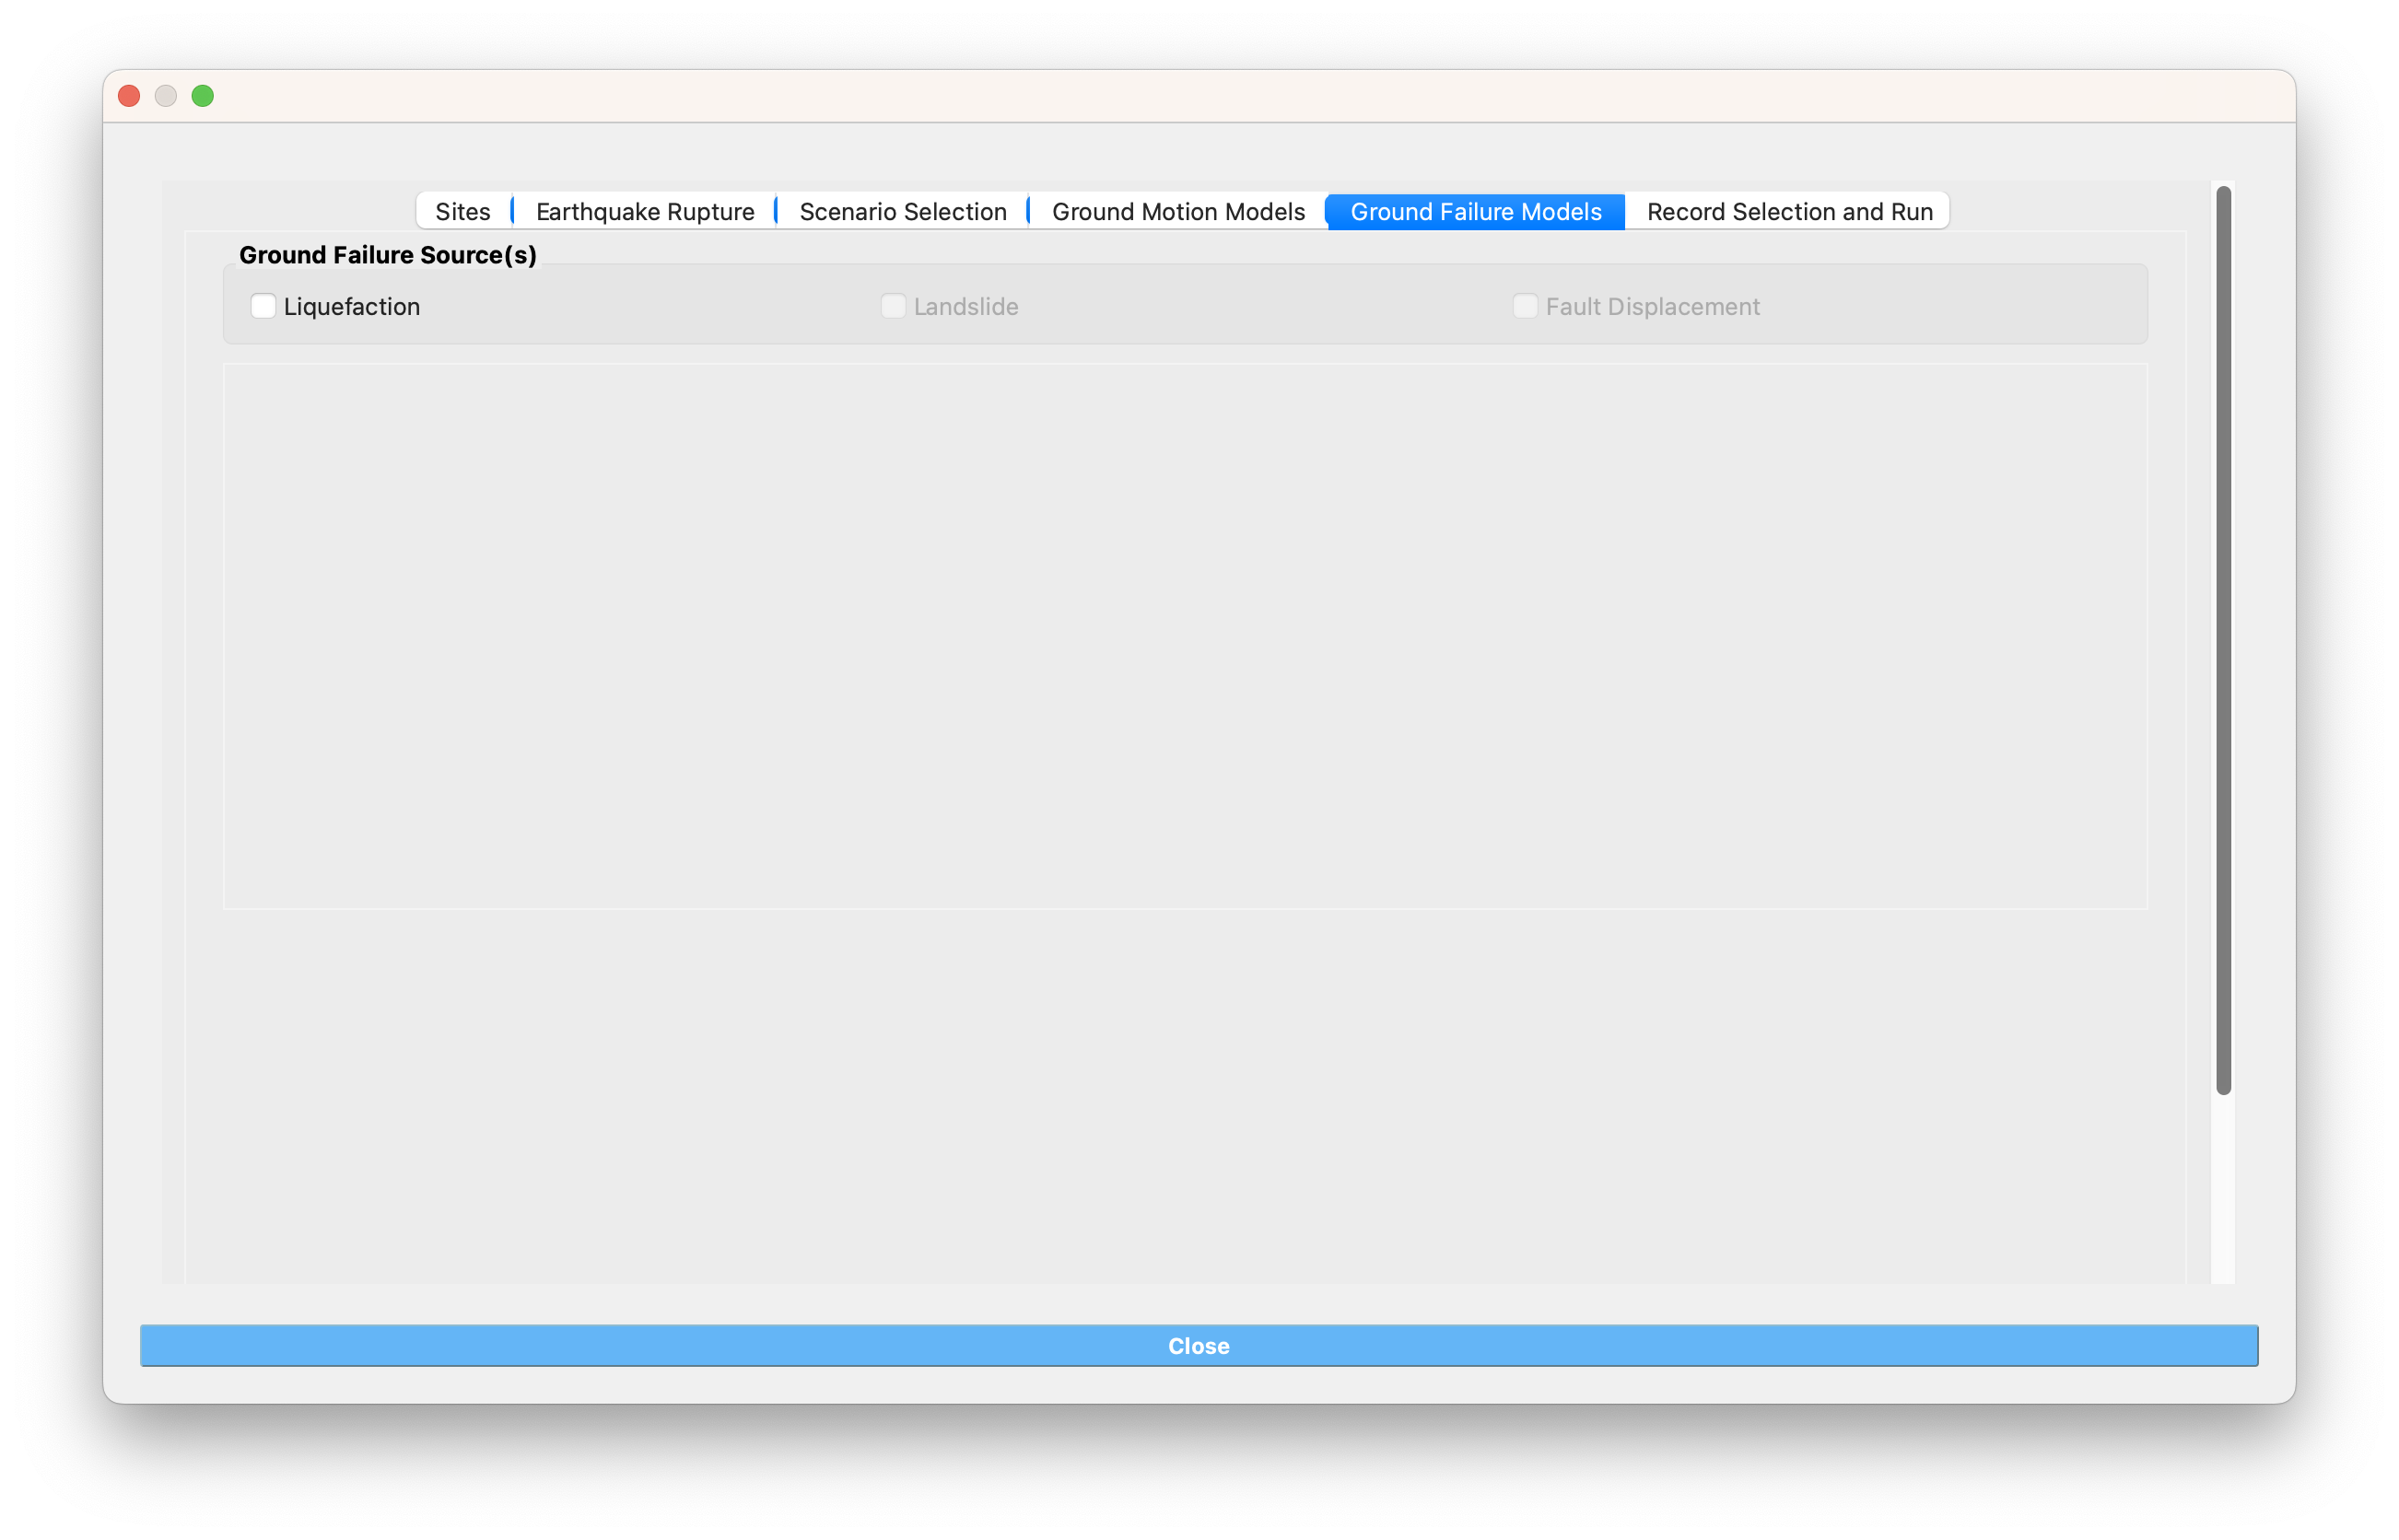 Sites Earthquake Rupture Scenario Selection Ground Motion Models Ground Failure Models Record Selection and Run
Ground Failure Source(s)
Liquefaction Landslide Fault Displacement
Close